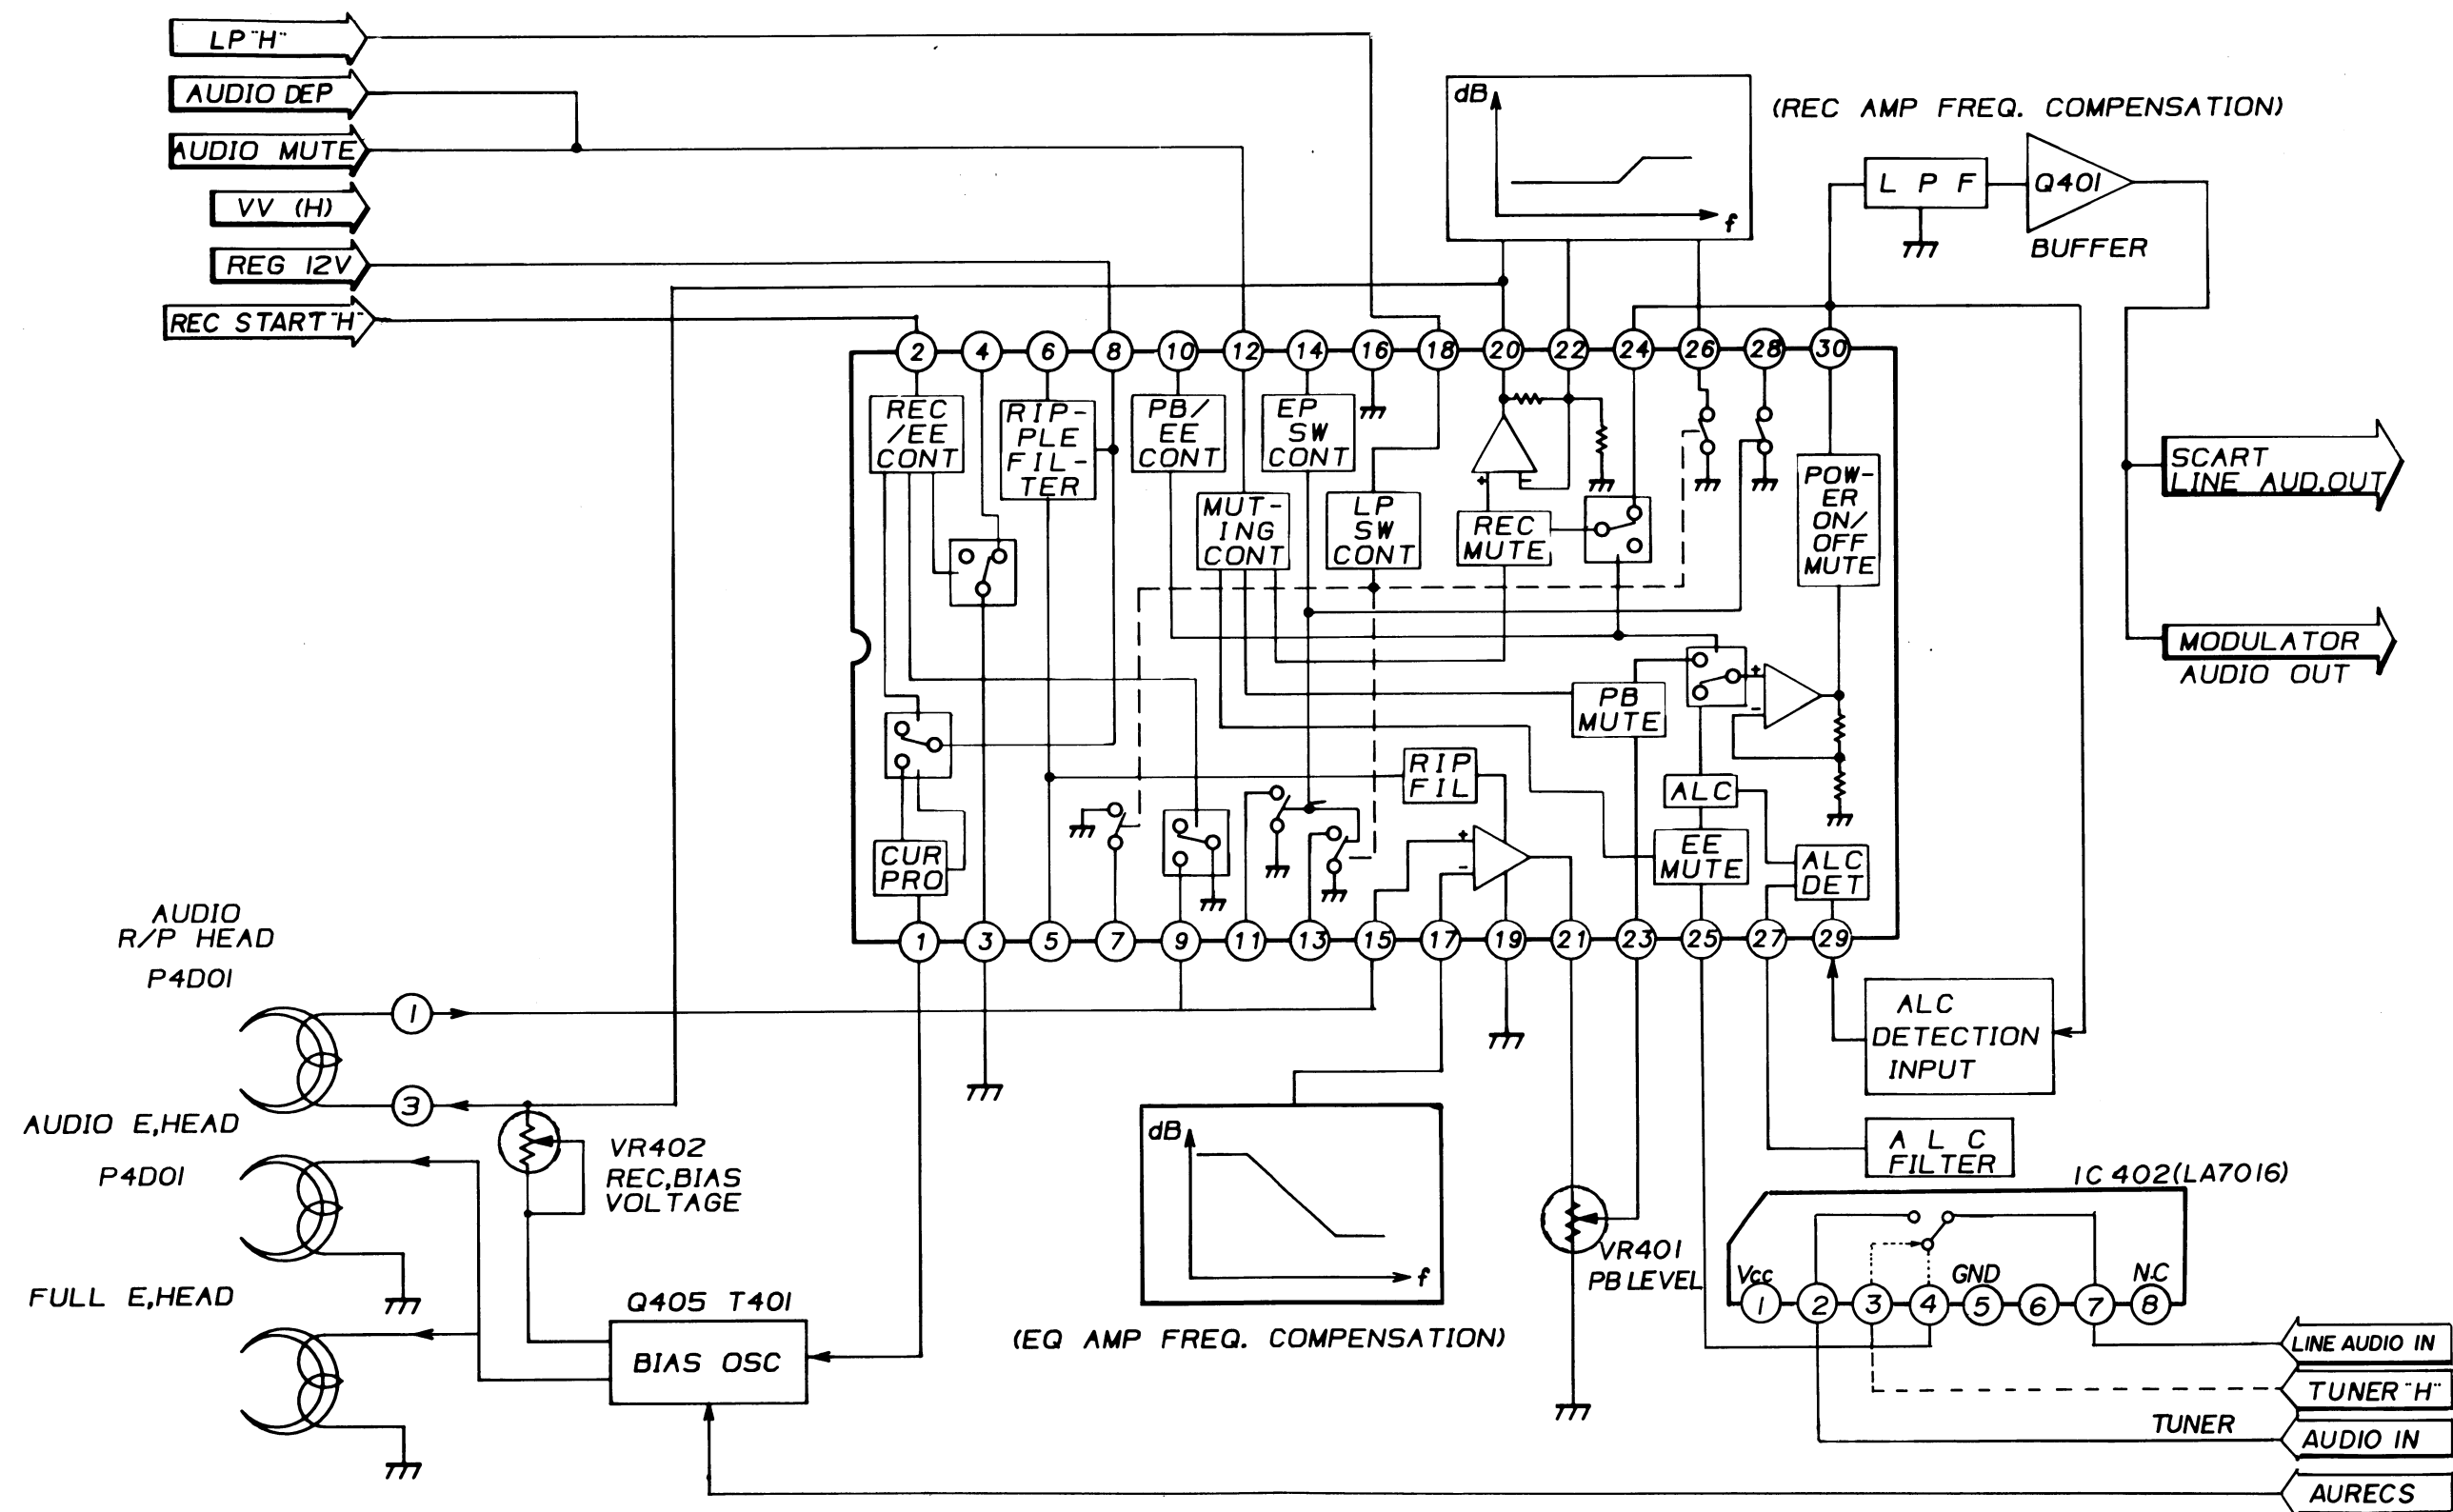 LP "H"
AUDIO DEP
AUDIO MUTE
VV (H)
REG 12V
REC START "H"
dB
f
(REC AMP FREQ. COMPENSATION)
L P F
Q401
BUFFER
2 4 6 8 10 12 14 16 18 20 22 24 26 28 30
REC
/EE
CONT
RIP-
PLE
FIL-
TER
PB/
EE
CONT
EP
SW
CONT
MUT-
ING
CONT
LP
SW
CONT
+ -
REC
MUTE
POW-
ER
ON/
OFF
MUTE
SCART
LINE AUD.OUT
MODULATOR
AUDIO OUT
PB
MUTE
+
-
RIP
FIL
ALC
EE
MUTE
ALC
DET
CUR
PRO
+
-
1 3 5 7 9 11 13 15 17 19 21 23 25 27 29
AUDIO
R/P HEAD
P4D01
1
3
AUDIO E,HEAD
P4D01
FULL E,HEAD
VR402
REC,BIAS
VOLTAGE
Q405 T401
BIAS OSC
dB
f
(EQ AMP FREQ. COMPENSATION)
VR401
PB LEVEL
ALC
DETECTION
INPUT
A L C
FILTER
IC 402(LA7016)
Vcc
GND
N.C
1 2 3 4 5 6 7 8
LINE AUDIO IN
TUNER "H"
TUNER
AUDIO IN
AURECS